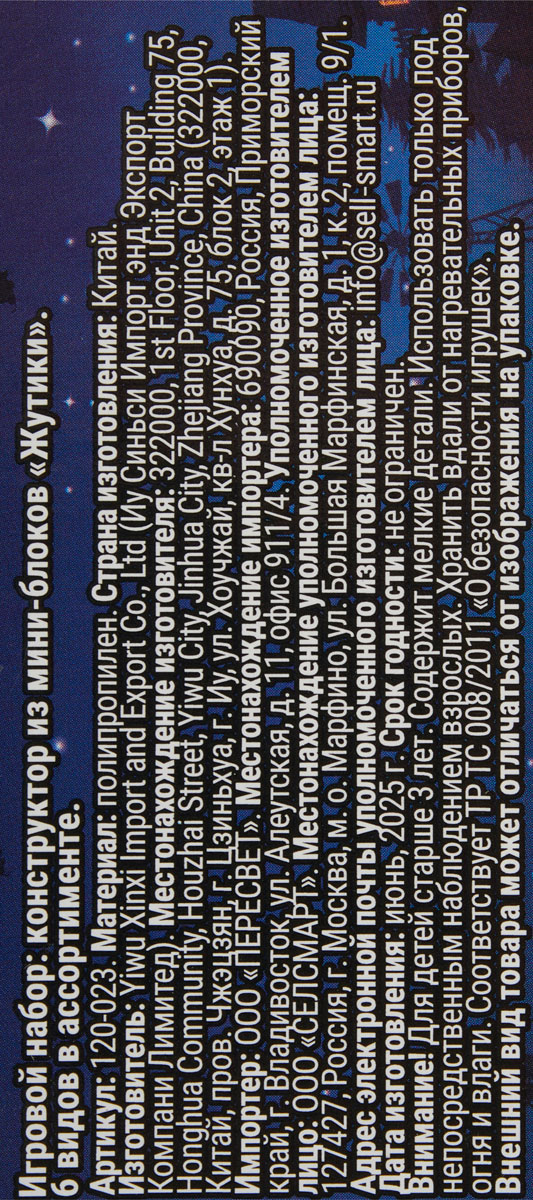 Игровой набор: конструктор из мини-блоков «Жутики».
6 видов в ассортименте.
Артикул: 120-023. Материал: полипропилен. Страна изготовления: Китай.
Изготовитель: Yiwu Xinxi Import and Export Co., Ltd (Иу Синьси Импорт энд Экспорт
Компани Лимитед). Местонахождение изготовителя: 322000, 1st Floor, Unit 2, Building 75,
Honghua Community, Houzhai Street, Yiwu City, Jinhua City, Zhejiang Province, China (322000,
Китай, пров. Чжэцзян, г. Цзиньхуа, г. Иу, ул. Хоучжай, кв-л Хунхуа, д. 75, блок 2, этаж 1).
Импортер: ООО «ПЕРЕСВЕТ». Местонахождение импортера: 690090, Россия, Приморский
край, г. Владивосток, ул. Алеутская, д. 11, офис 911/4. Уполномоченное изготовителем
лицо: ООО «СЕЛСМАРТ». Местонахождение уполномоченного изготовителем лица:
127427, Россия, г. Москва, м. о. Марфино, ул. Большая Марфинская, д. 1, к. 2, помещ. 9/1.
Адрес электронной почты уполномоченного изготовителем лица: info@sell-smart.ru
Дата изготовления: июнь, 2025 г. Срок годности: не ограничен.
Внимание! Для детей старше 3 лет. Содержит мелкие детали. Использовать только под
непосредственным наблюдением взрослых. Хранить вдали от нагревательных приборов,
огня и влаги. Соответствует ТР ТС 008/2011 «О безопасности игрушек».
Внешний вид товара может отличаться от изображения на упаковке.